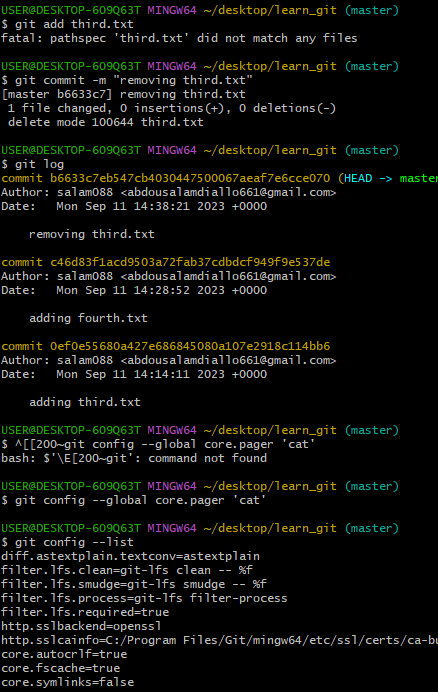 USER@DESKTOP-609Q63T MINGW64 ~/desktop/learn_git (master)
$ git add third.txt
fatal: pathspec 'third.txt' did not match any files
USER@DESKTOP-609Q63T MINGW64 ~/desktop/learn_git (master)
$ git commit -m "removing third.txt"
[master b6633c7] removing third.txt
 1 file changed, 0 insertions(+), 0 deletions(-)
 delete mode 100644 third.txt
USER@DESKTOP-609Q63T MINGW64 ~/desktop/learn_git (master)
$ git log
commit b6633c7eb547cb4030447500067aeaf7e6cce070 (HEAD -> master
Author: salam088 <abdousalamdiallo661@gmail.com>
Date:   Mon Sep 11 14:38:21 2023 +0000
    removing third.txt
commit c46d83f1acd9503a72fab37cdbdcf949f9e537de
Author: salam088 <abdousalamdiallo661@gmail.com>
Date:   Mon Sep 11 14:28:52 2023 +0000
    adding fourth.txt
commit 0ef0e55680a427e686845080a107e2918c114bb6
Author: salam088 <abdousalamdiallo661@gmail.com>
Date:   Mon Sep 11 14:14:11 2023 +0000
    adding third.txt
USER@DESKTOP-609Q63T MINGW64 ~/desktop/learn_git (master)
$ ^[[200~git config --global core.pager 'cat'
bash: $'\E[200~git': command not found
USER@DESKTOP-609Q63T MINGW64 ~/desktop/learn_git (master)
$ git config --global core.pager 'cat'
USER@DESKTOP-609Q63T MINGW64 ~/desktop/learn_git (master)
$ git config --list
diff.astextplain.textconv=astextplain
filter.lfs.clean=git-lfs clean -- %f
filter.lfs.smudge=git-lfs smudge -- %f
filter.lfs.process=git-lfs filter-process
filter.lfs.required=true
http.sslbackend=openssl
http.sslcainfo=C:/Program Files/Git/mingw64/etc/ssl/certs/ca-bu
core.autocrlf=true
core.fscache=true
core.symlinks=false